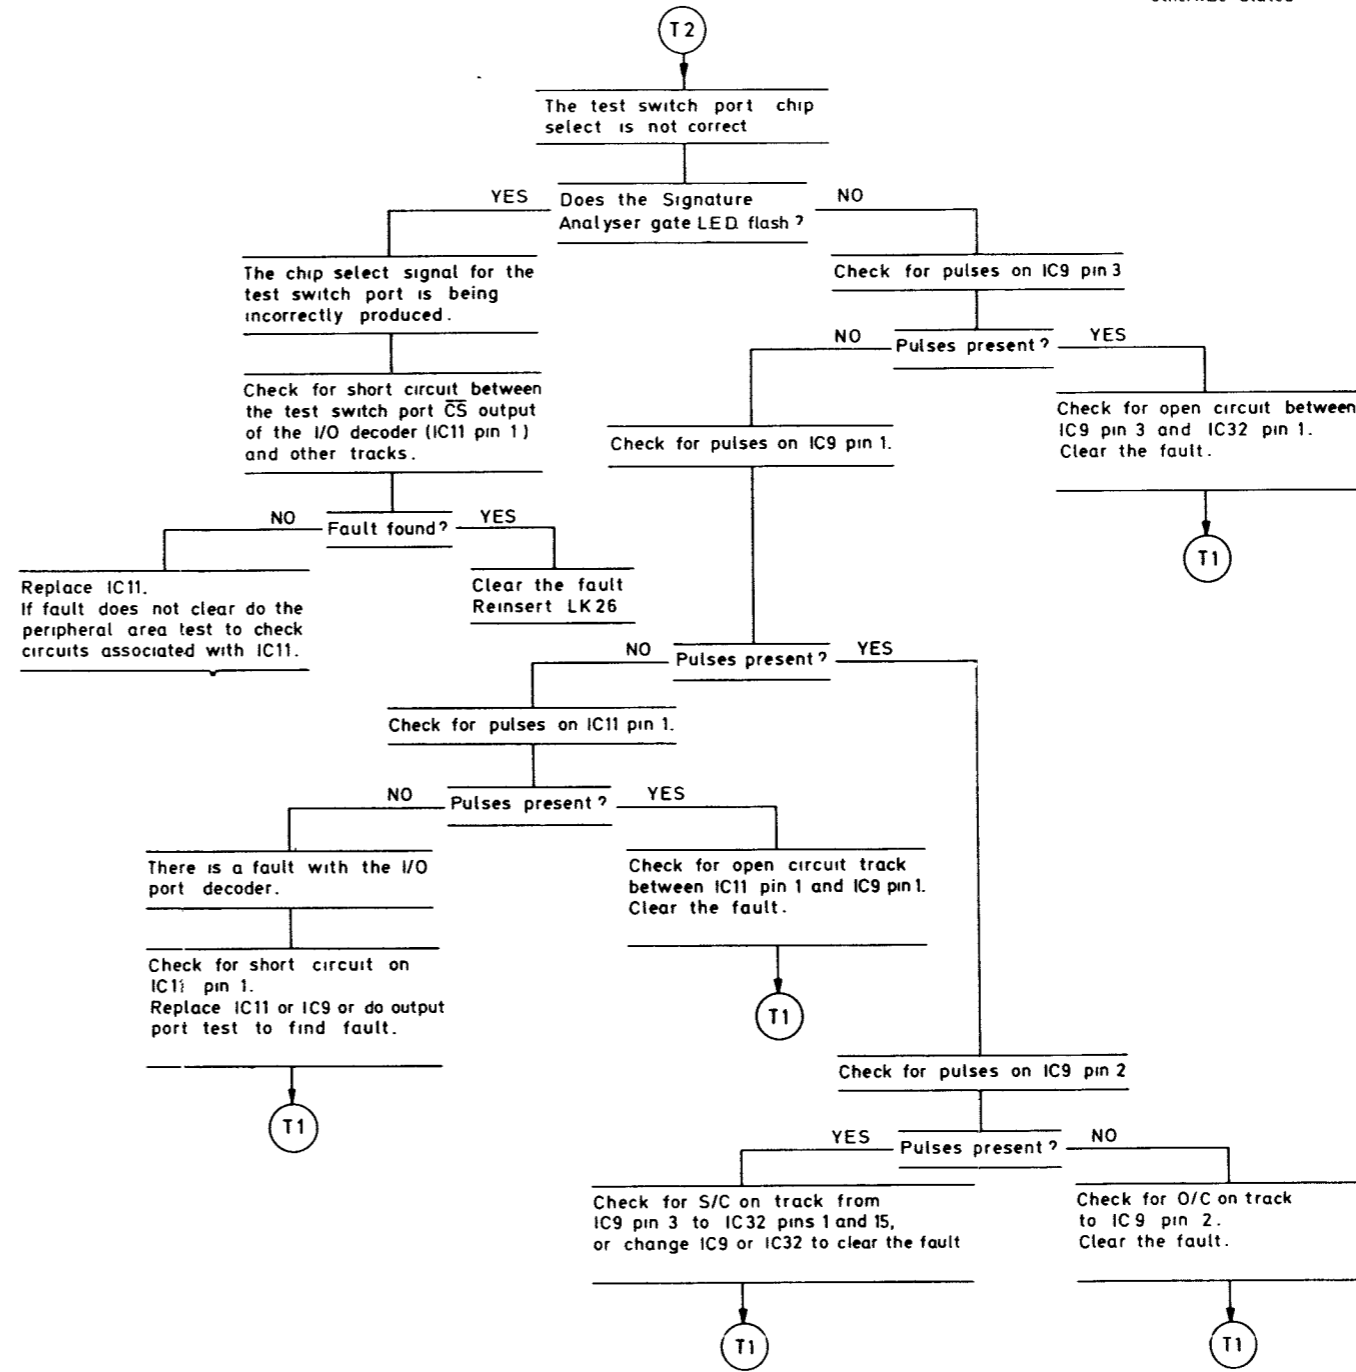 T2
The test switch port chip
select is not correct
YES
Does the Signature
Analyser gate LED flash?
NO
The chip select signal for the
test switch port is being
incorrectly produced.
Check for pulses on IC9 pin 3
NO
Pulses present?
YES
Check for short circuit between
the test switch port C̅S̅ output
of the I/O decoder (IC11 pin 1)
and other tracks.
Check for pulses on IC9 pin 1.
Check for open circuit between
IC9 pin 3 and IC32 pin 1.
Clear the fault.
T1
NO
Fault found?
YES
Replace IC11.
If fault does not clear do the
peripheral area test to check
circuits associated with IC11.
Clear the fault
Reinsert LK26
NO
Pulses present?
YES
Check for pulses on IC11 pin 1.
NO
Pulses present?
YES
There is a fault with the I/O
port decoder.
Check for open circuit track
between IC11 pin 1 and IC9 pin 1.
Clear the fault.
T1
Check for short circuit on
IC11 pin 1.
Replace IC11 or IC9 or do output
port test to find fault.
T1
Check for pulses on IC9 pin 2
YES
Pulses present?
NO
Check for S/C on track from
IC9 pin 3 to IC32 pins 1 and 15,
or change IC9 or IC32 to clear the fault
T1
Check for O/C on track
to IC9 pin 2.
Clear the fault.
T1